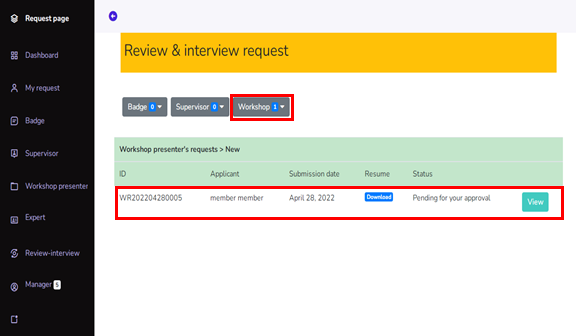 Request page
Dashboard
My request
Badge
Supervisor
Workshop presenter
Expert
Review-interview
Manager 5
Review & interview request
Badge 0 Supervisor 0 Workshop 1
Workshop presenter's requests > New
ID Applicant Submission date Resume Status
WR202204280005 member member April 28, 2022 Download Pending for your approval View